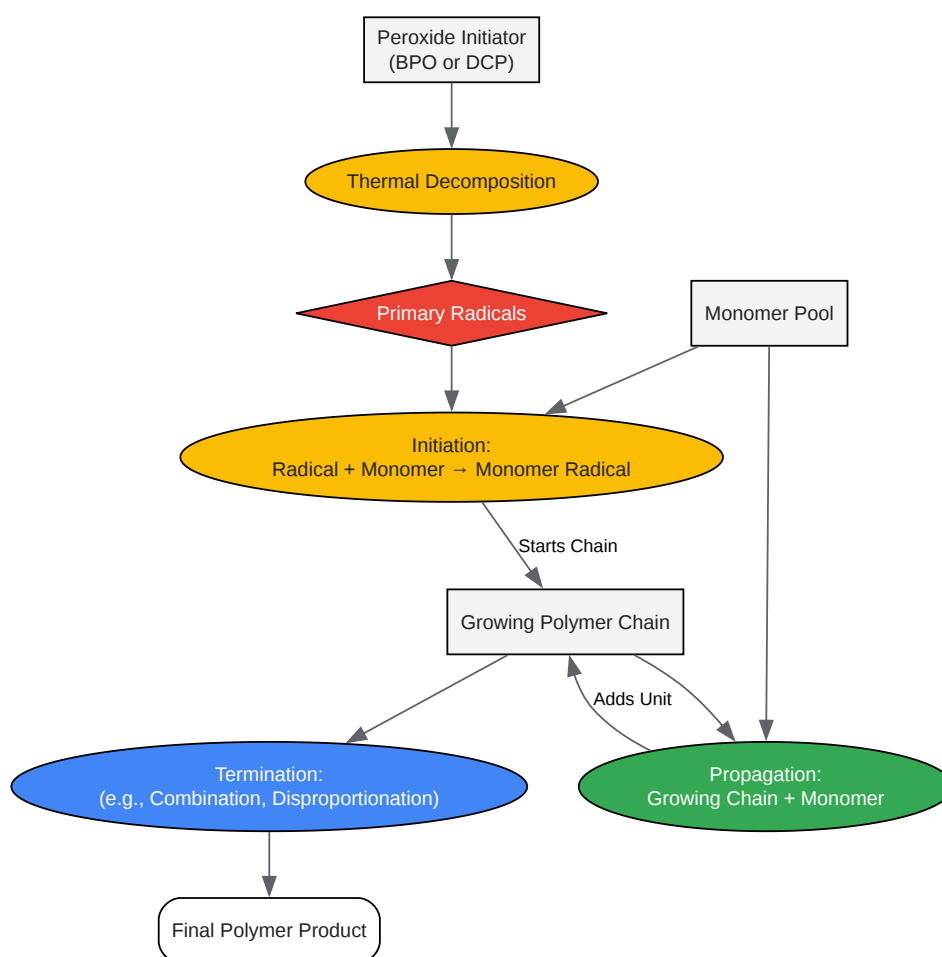 Peroxide Initiator
(BPO or DCP)
Thermal Decomposition
Primary Radicals
Monomer Pool
Initiation:
Radical + Monomer → Monomer Radical
Starts Chain
Growing Polymer Chain
Adds Unit
Termination:
(e.g., Combination, Disproportionation)
Propagation:
Growing Chain + Monomer
Final Polymer Product